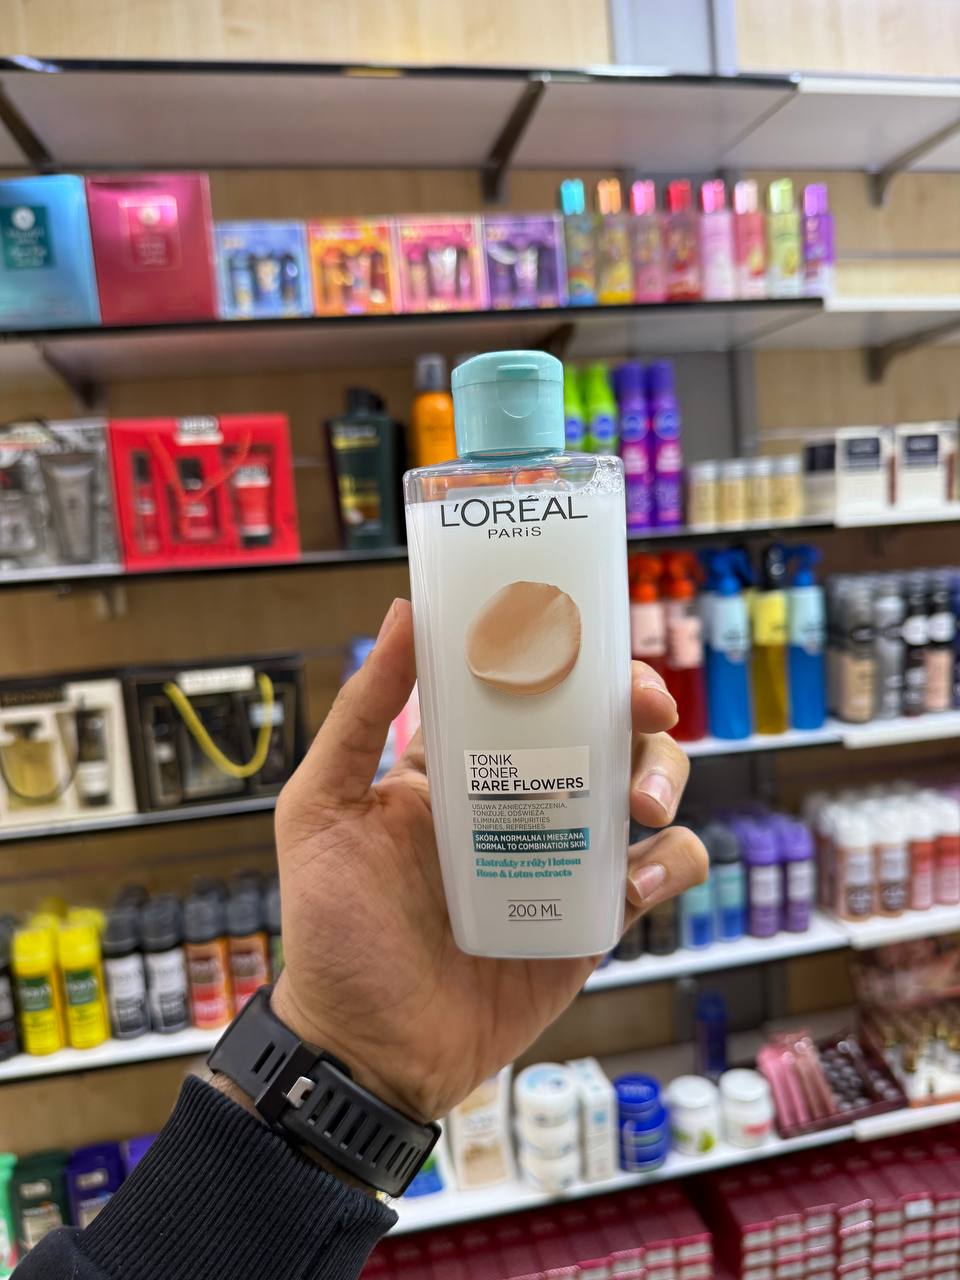 L'ORÉAL
PARiS
TONIK
TONER
RARE FLOWERS
USUWA ZANIECZYSZCZENIA,
TONIZUJE, ODŚWIEŻA
ELIMINATES IMPURITIES
TONIFIES, REFRESHES
SKÓRA NORMALNA I MIESZANA
NORMAL TO COMBINATION SKIN
Ekstrakty z róży i lotosu
Rose & Lotus extracts
200 ML